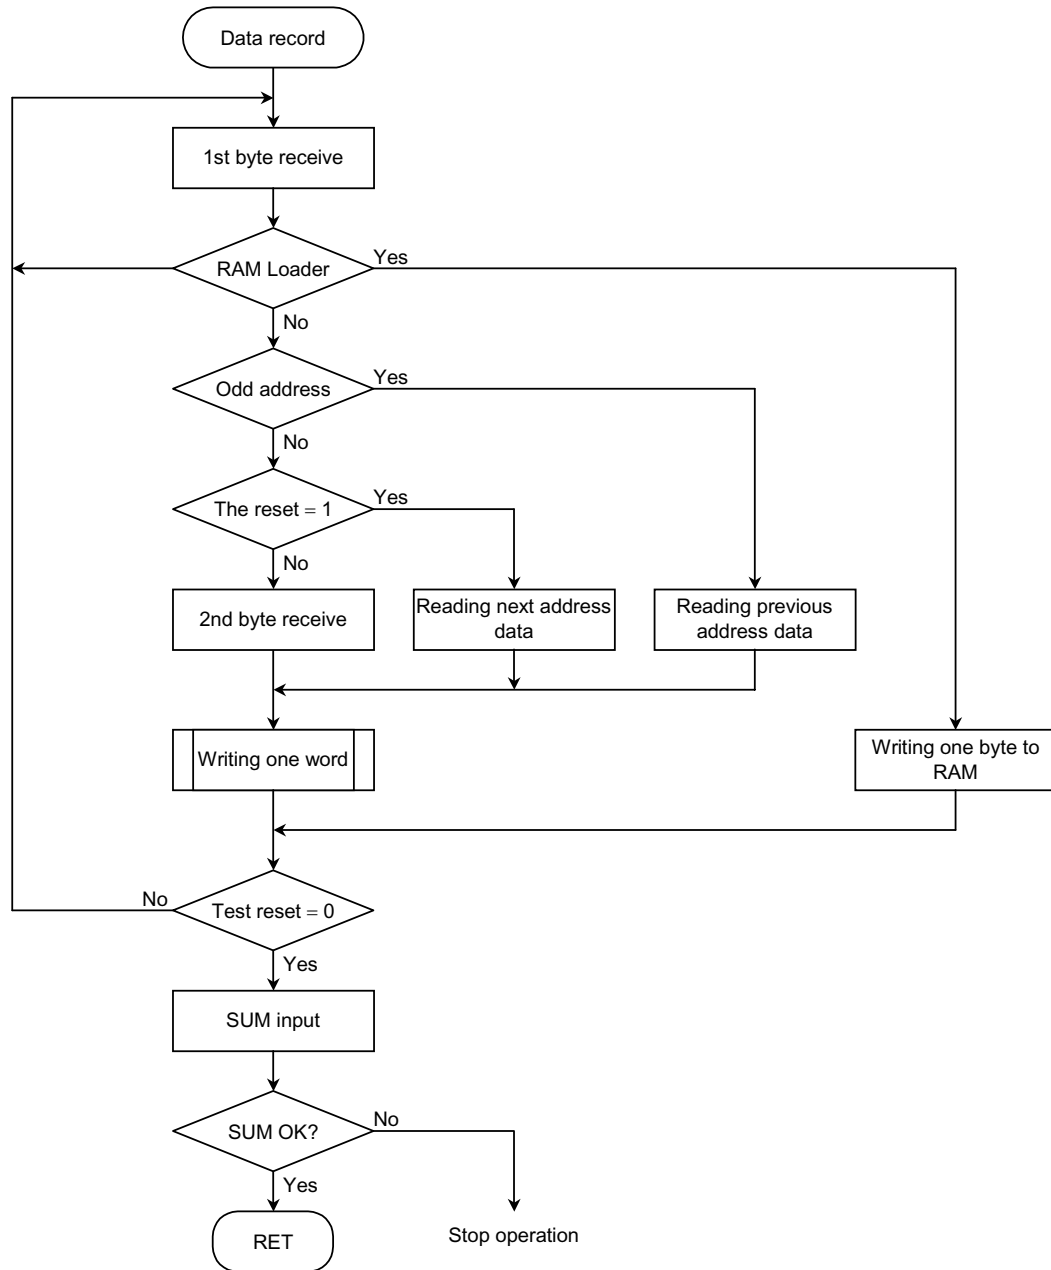 Data record
1st byte receive
RAM Loader
Yes
No
Odd address
Yes
No
The reset = 1
Yes
No
2nd byte receive
Reading next address
data
Reading previous
address data
Writing one word
Writing one byte to
RAM
No
Test reset = 0
Yes
SUM input
SUM OK?
No
Yes
RET
Stop operation